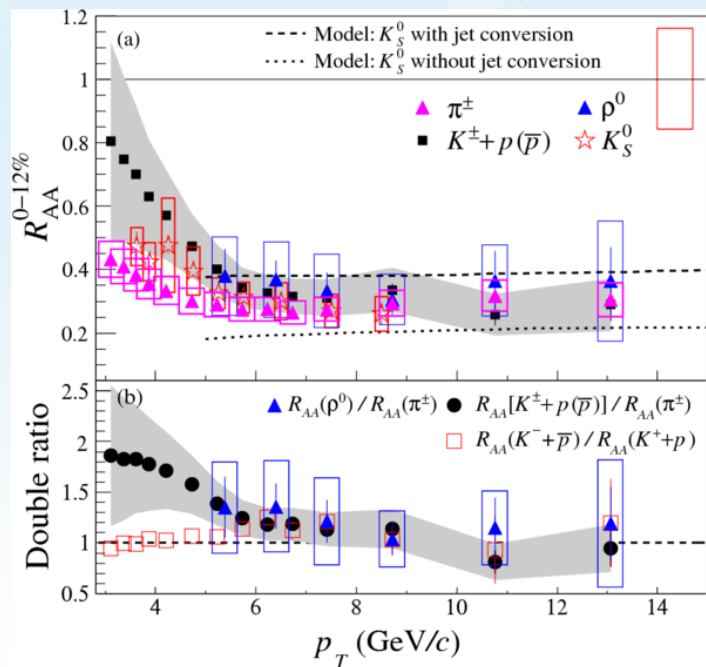 (a)
Model: K_S^0 with jet conversion
Model: K_S^0 without jet conversion
π± ρ^0
K^± + p(p̅) K_S^0
R_AA^0-12%
1.2
1
0.8
0.6
0.4
0.2
(b)
R_AA(ρ^0) / R_AA(π^±) R_AA[K^± + p(p̅)] / R_AA(π^±)
R_AA(K^- + p̅) / R_AA(K^+ + p)
Double ratio
2.5
2
1.5
1
0.5
4 6 8 10 12 14
p_T (GeV/c)